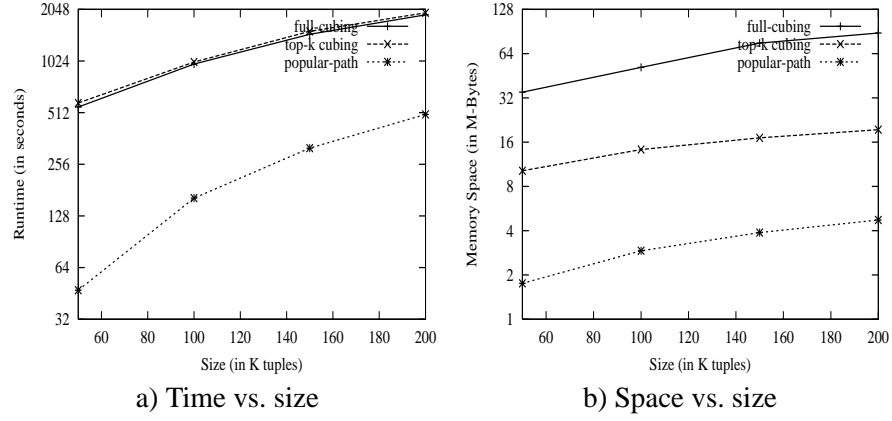 2048
1024
512
256
128
64
32
Runtime (in seconds)
full-cubing
top-k cubing
popular-path
60 80 100 120 140 160 180 200
Size (in K tuples)
a) Time vs. size
128
64
32
16
8
4
2
1
Memory Space (in M-Bytes)
full-cubing
top-k cubing
popular-path
60 80 100 120 140 160 180 200
Size (in K tuples)
b) Space vs. size